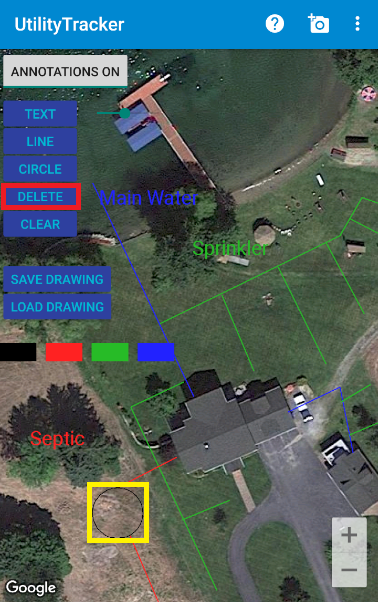 UtilityTracker
ANNOTATIONS ON
TEXT
LINE
CIRCLE
DELETE
CLEAR
Main Water
Sprinkler
SAVE DRAWING
LOAD DRAWING
Septic
+
−
Google